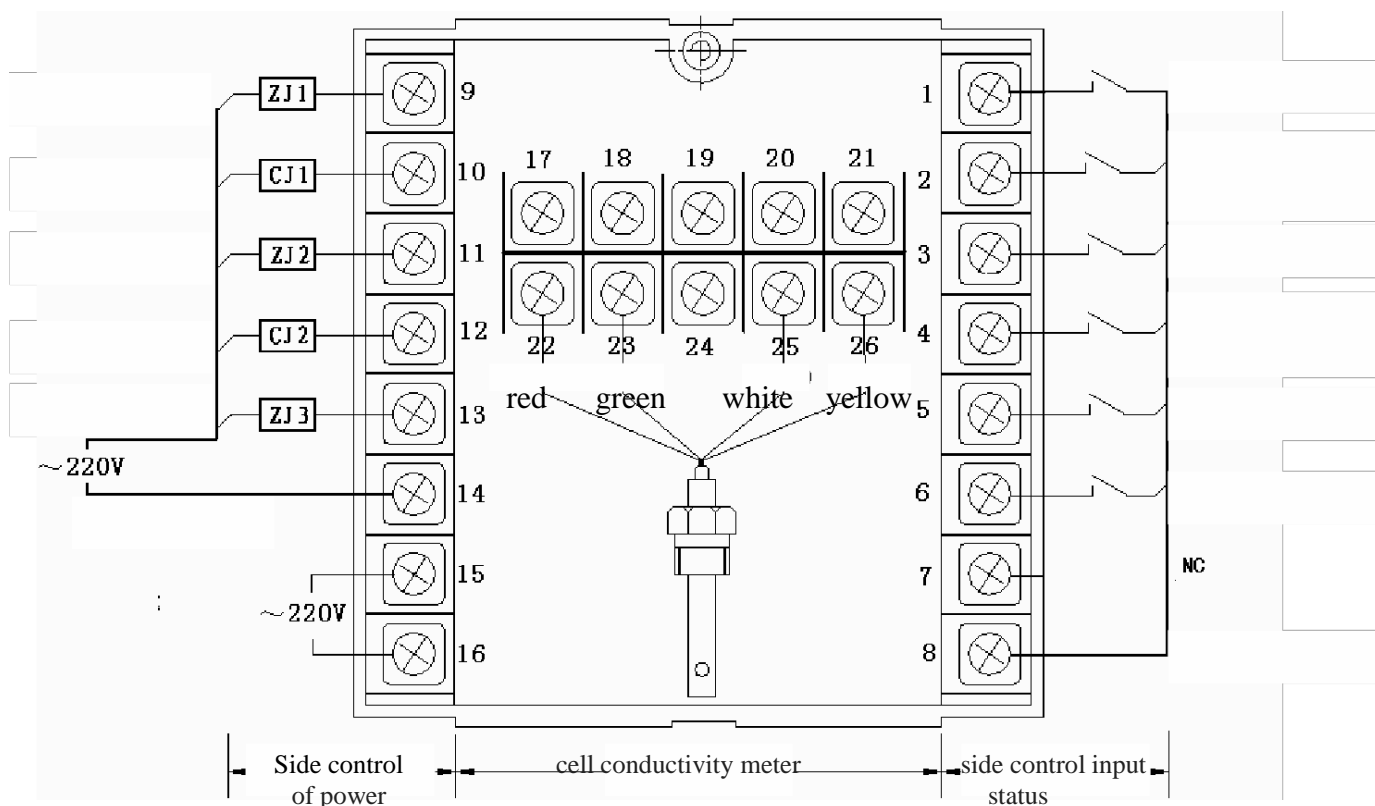 ZJ1 9 1
CJ1 10 17 18 19 20 21 2
ZJ2 11 3
CJ2 12 22 23 24 25 26 4
red green white yellow
ZJ3 13 5
~220V
14 6
15 7 NC
~220V
16 8
Side control cell conductivity meter side control input
of power status